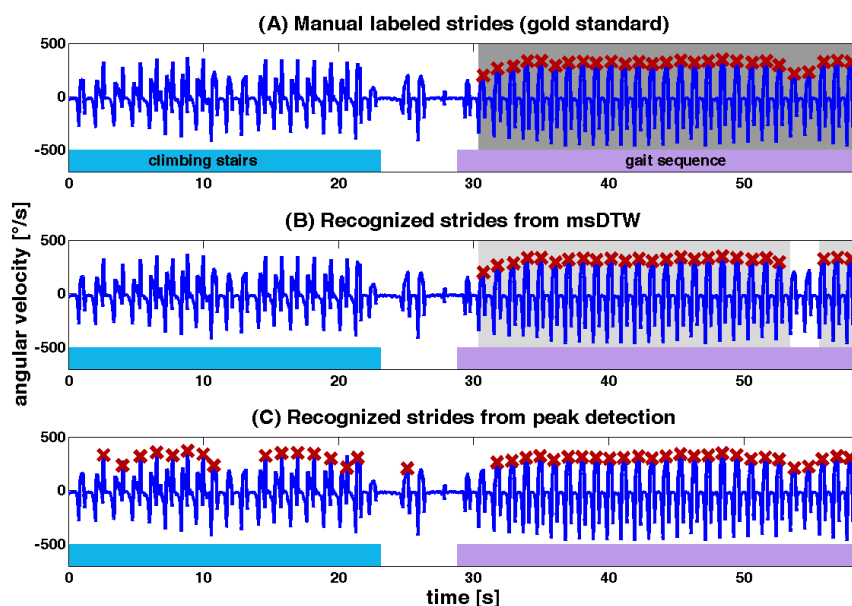 (A) Manual labeled strides (gold standard)
500
0
-500
climbing stairs
gait sequence
0 10 20 30 40 50
(B) Recognized strides from msDTW
500
0
-500
0 10 20 30 40 50
(C) Recognized strides from peak detection
500
0
-500
0 10 20 30 40 50
angular velocity [°/s]
time [s]